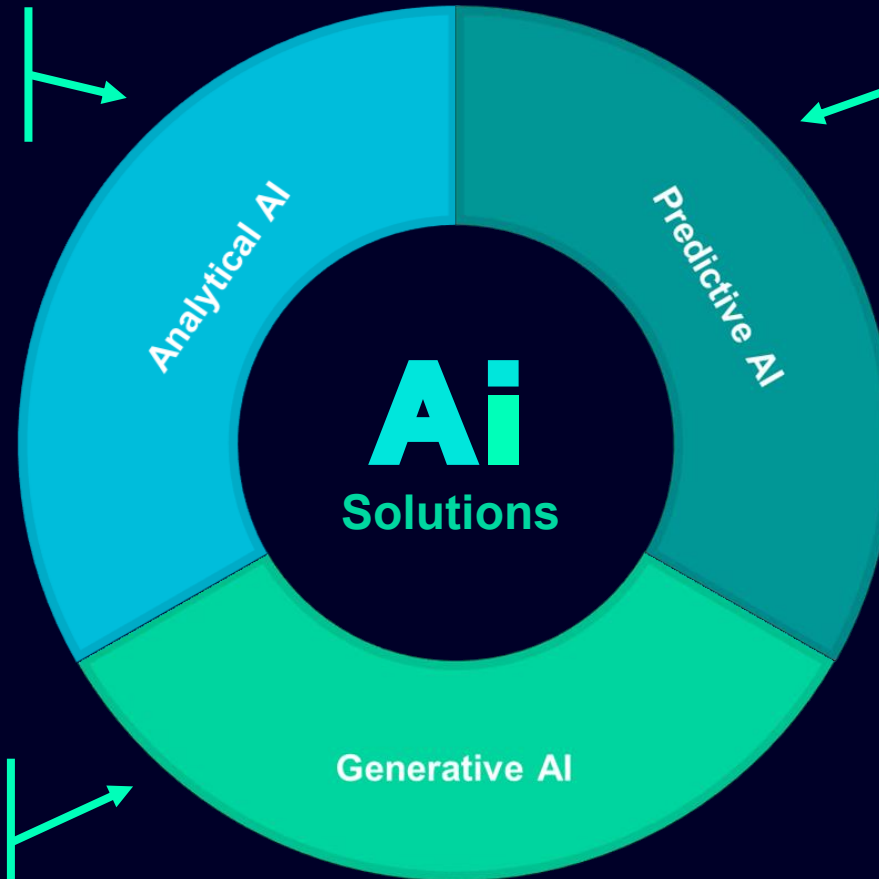 Analytical AI
Predictive AI
Ai
Solutions
Generative AI